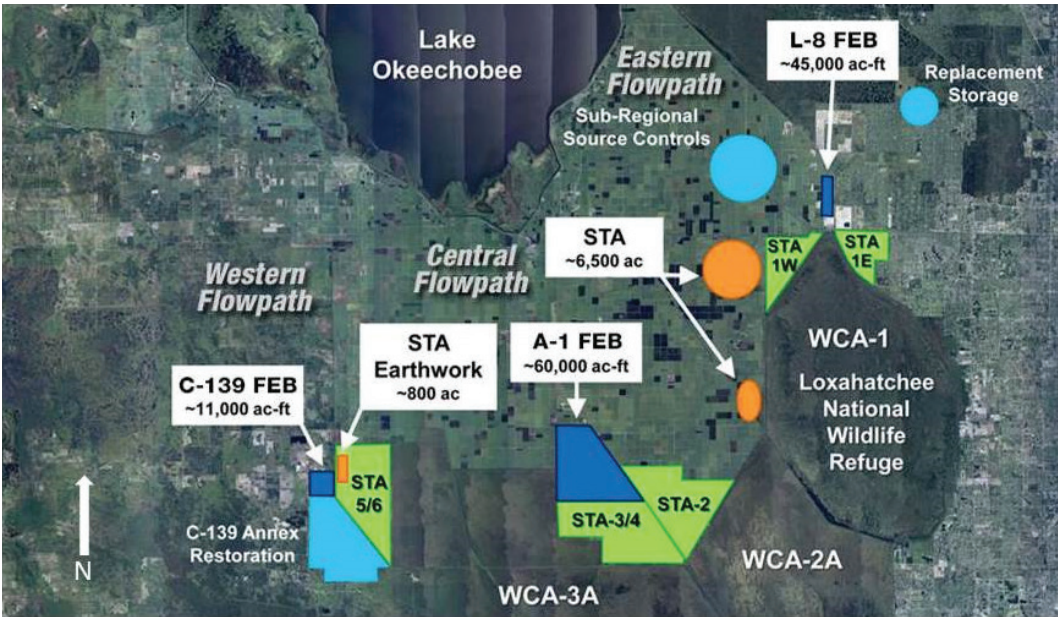 Lake
Okeechobee
Eastern
Flowpath
Sub-Regional
Source Controls
L-8 FEB
~45,000 ac-ft
Replacement
Storage
STA
~6,500 ac
STA
1W
STA
1E
Central
Flowpath
Western
Flowpath
WCA-1
Loxahatchee
National
Wildlife
Refuge
C-139 FEB
~11,000 ac-ft
STA
Earthwork
~800 ac
A-1 FEB
~60,000 ac-ft
STA
5/6
STA-3/4
STA-2
C-139 Annex
Restoration
N
WCA-2A
WCA-3A